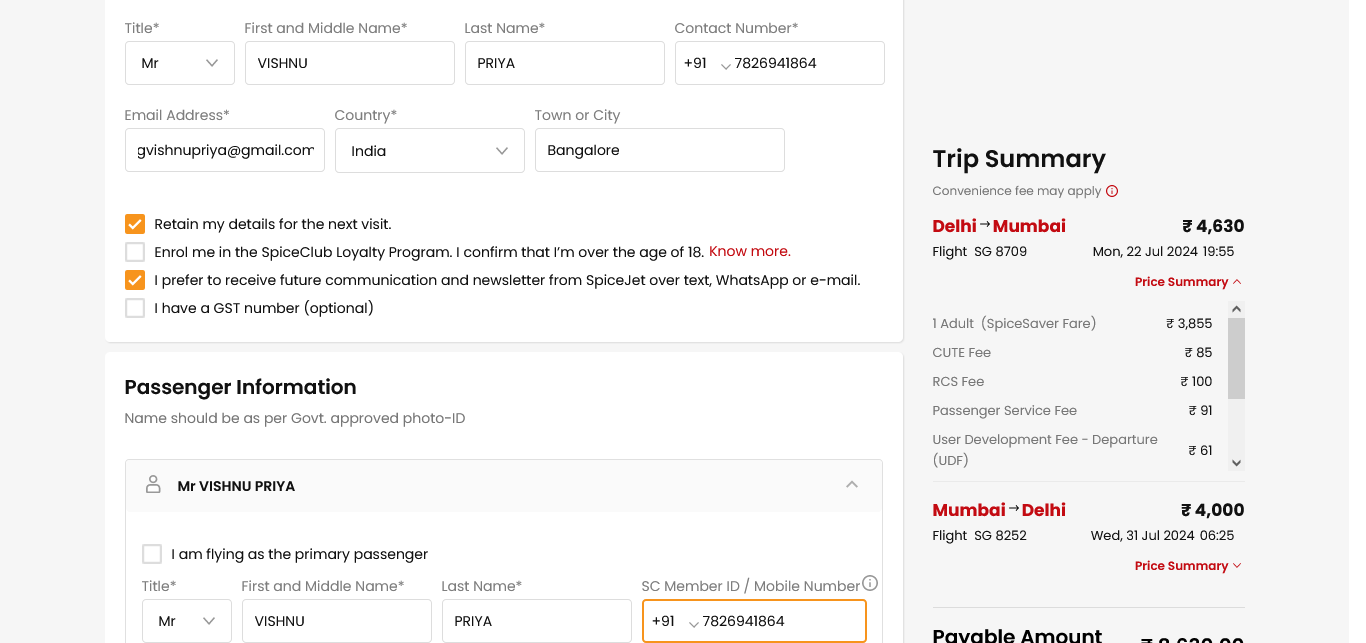 Title* First and Middle Name* Last Name* Contact Number*
Mr VISHNU PRIYA +91 7826941864
Email Address* Country* Town or City
gvishnupriya@gmail.com India Bangalore
Retain my details for the next visit.
Enrol me in the SpiceClub Loyalty Program. I confirm that I’m over the age of 18. Know more.
I prefer to receive future communication and newsletter from SpiceJet over text, WhatsApp or e-mail.
I have a GST number (optional)
Passenger Information
Name should be as per Govt. approved photo-ID
Mr VISHNU PRIYA
I am flying as the primary passenger
Title* First and Middle Name* Last Name* SC Member ID / Mobile Number
Mr VISHNU PRIYA +91 7826941864
Trip Summary
Convenience fee may apply
Delhi → Mumbai ₹ 4,630
Flight SG 8709 Mon, 22 Jul 2024 19:55
Price Summary
1 Adult (SpiceSaver Fare) ₹ 3,855
CUTE Fee ₹ 85
RCS Fee ₹ 100
Passenger Service Fee ₹ 91
User Development Fee - Departure
(UDF) ₹ 61
Mumbai → Delhi ₹ 4,000
Flight SG 8252 Wed, 31 Jul 2024 06:25
Price Summary
Payable Amount